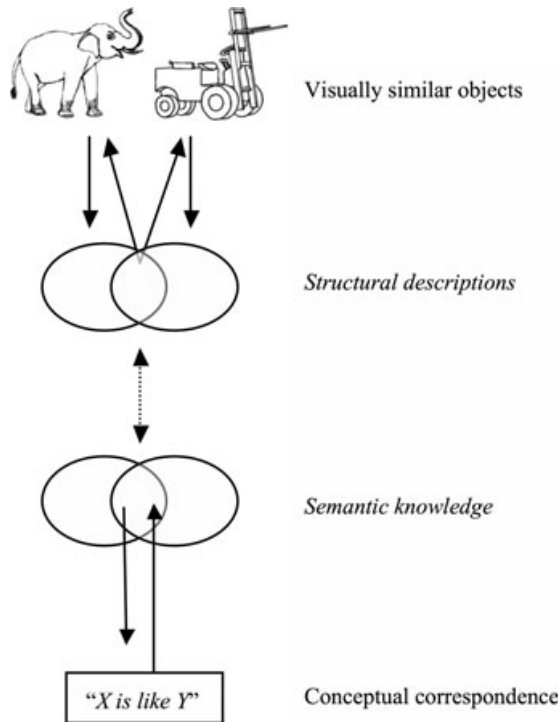 Visually similar objects
Structural descriptions
Semantic knowledge
“X is like Y”
Conceptual correspondence